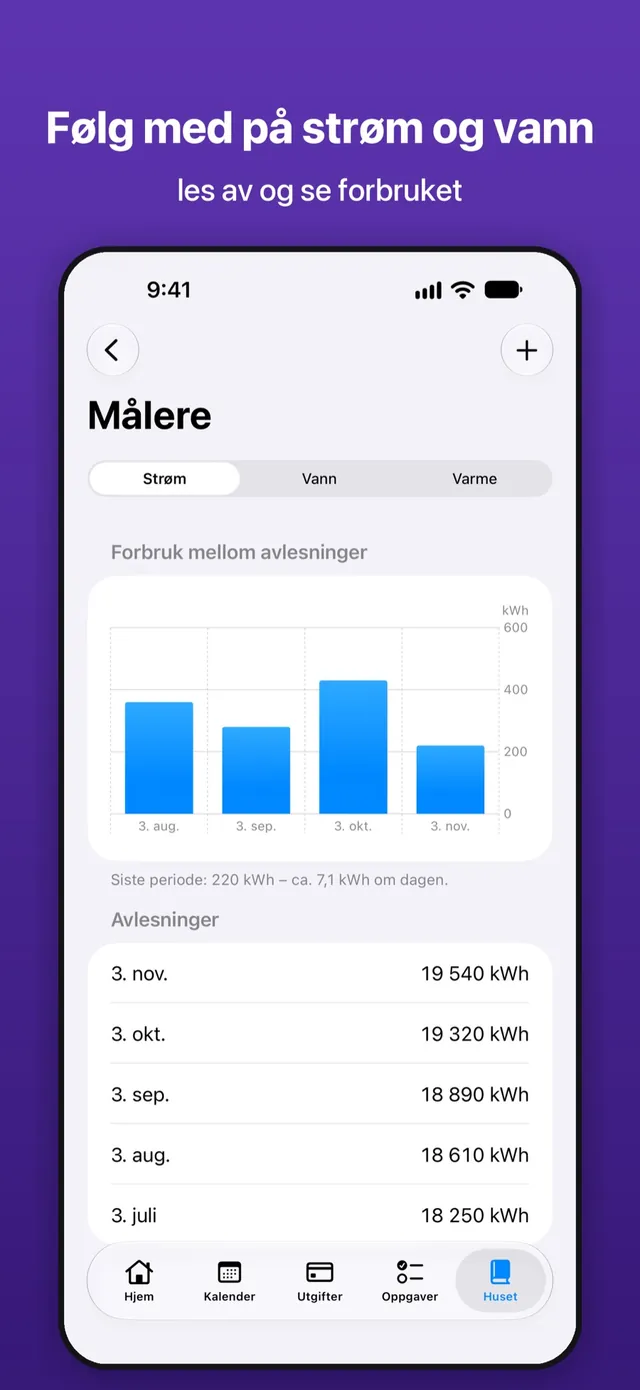 Følg med på strøm og vann
les av og se forbruket
9:41
Målere
Strøm Vann Varme
Forbruk mellom avlesninger
kWh
600
400
200
0
3. aug. 3. sep. 3. okt. 3. nov.
Siste periode: 220 kWh – ca. 7,1 kWh om dagen.
Avlesninger
3. nov. 19 540 kWh
3. okt. 19 320 kWh
3. sep. 18 890 kWh
3. aug. 18 610 kWh
3. juli 18 250 kWh
Hjem Kalender Utgifter Oppgaver Huset